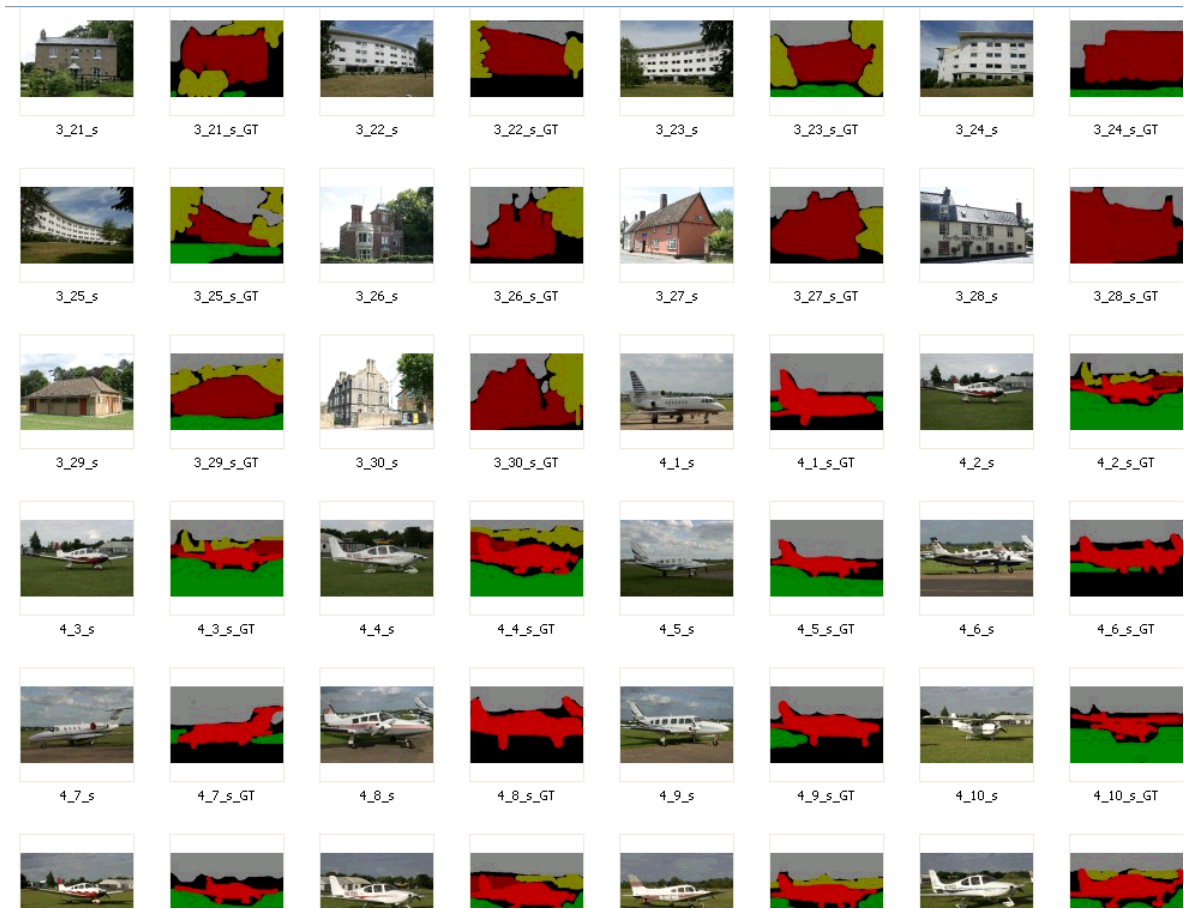 3_21_s 3_21_s_GT 3_22_s 3_22_s_GT 3_23_s 3_23_s_GT 3_24_s 3_24_s_GT
3_25_s 3_25_s_GT 3_26_s 3_26_s_GT 3_27_s 3_27_s_GT 3_28_s 3_28_s_GT
3_29_s 3_29_s_GT 3_30_s 3_30_s_GT 4_1_s 4_1_s_GT 4_2_s 4_2_s_GT
4_3_s 4_3_s_GT 4_4_s 4_4_s_GT 4_5_s 4_5_s_GT 4_6_s 4_6_s_GT
4_7_s 4_7_s_GT 4_8_s 4_8_s_GT 4_9_s 4_9_s_GT 4_10_s 4_10_s_GT